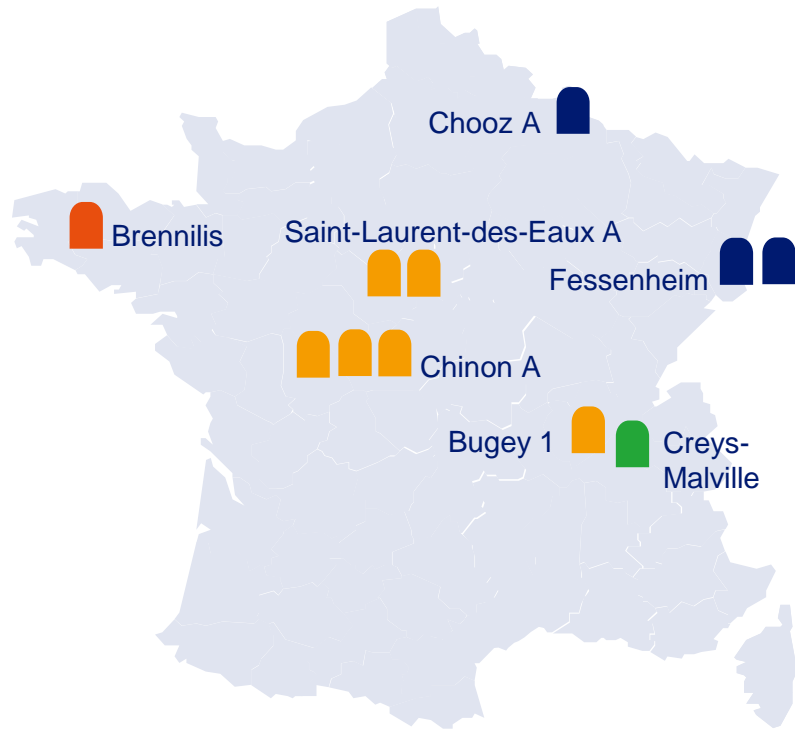 Chooz A
Brennilis
Saint-Laurent-des-Eaux A
Fessenheim
Chinon A
Bugey 1
Creys-
Malville